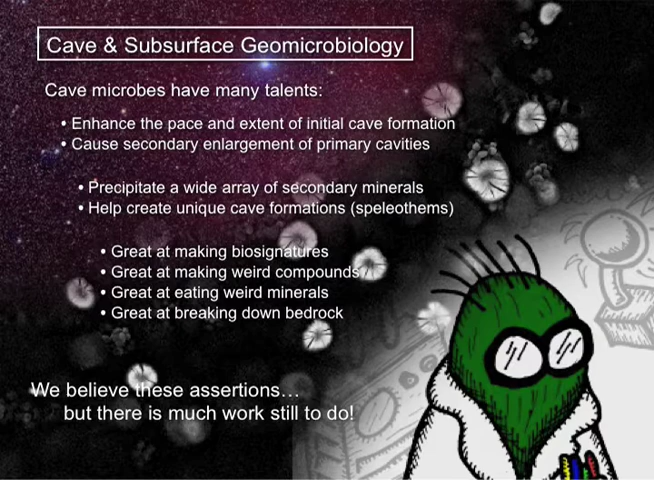 Cave & Subsurface Geomicrobiology
Cave microbes have many talents:
• Enhance the pace and extent of initial cave formation
• Cause secondary enlargement of primary cavities
• Precipitate a wide array of secondary minerals
• Help create unique cave formations (speleothems)
• Great at making biosignatures
• Great at making weird compounds
• Great at eating weird minerals
• Great at breaking down bedrock
We believe these assertions…
but there is much work still to do!